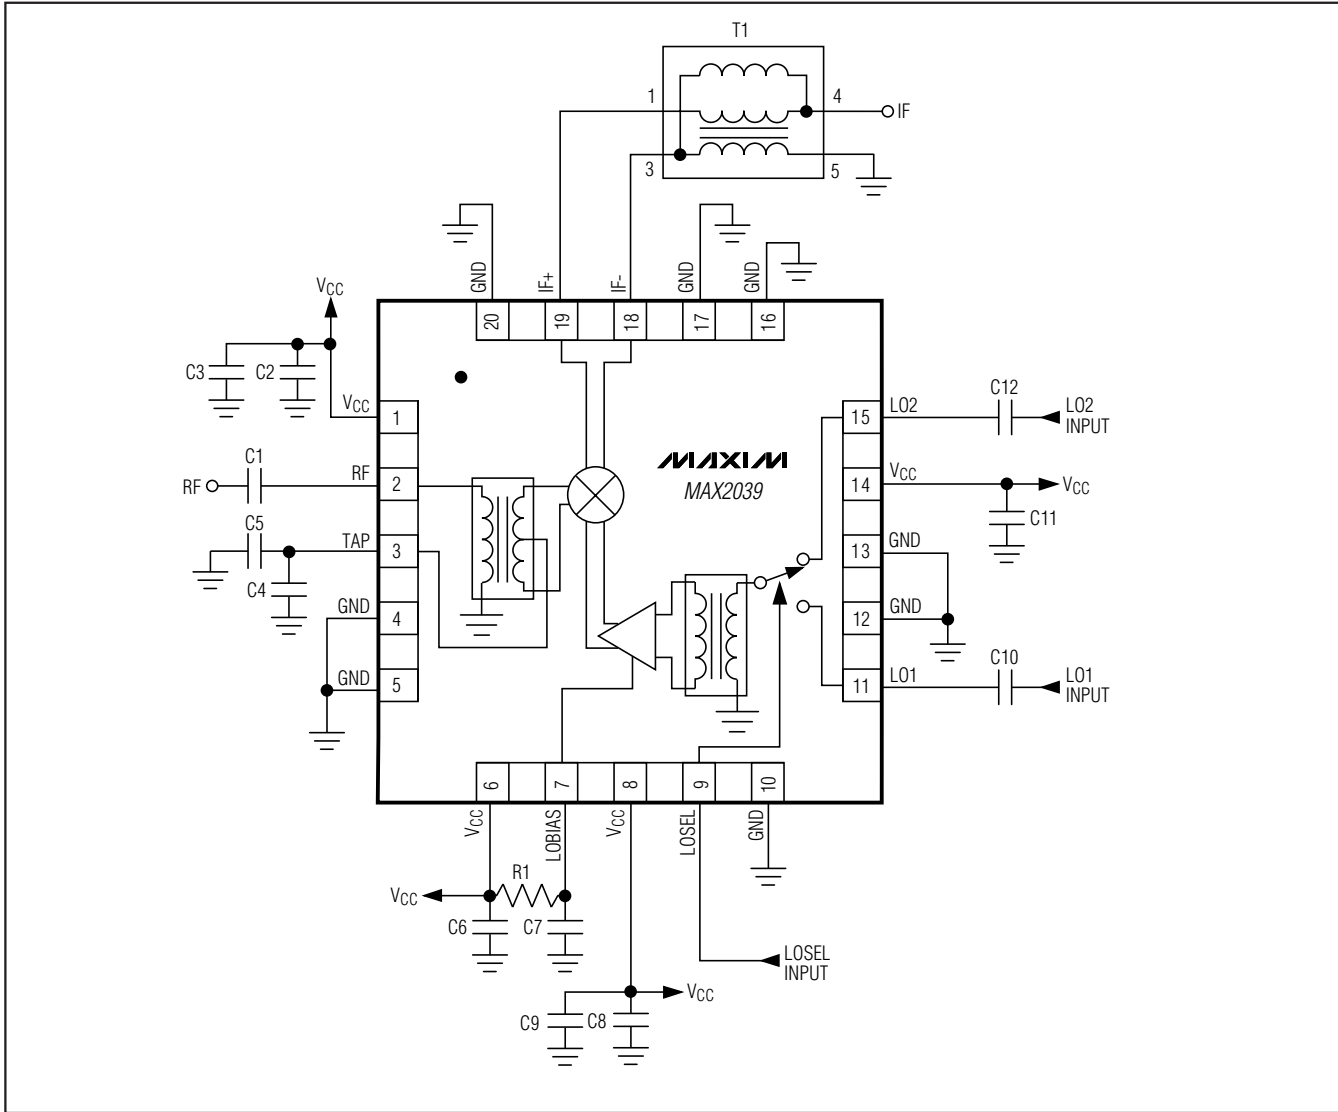 T1
1
4
IF
3
5
GND
IF+
IF-
GND
GND
20
19
18
17
16
VCC
C3
C2
VCC
1
C12
LO2
15
LO2
INPUT
MAXIM
MAX2039
C1
RF
RF
2
14
VCC
VCC
C11
C5
TAP
3
13
GND
C4
GND
4
12
GND
C10
GND
5
11
LO1
LO1
INPUT
6
7
8
9
10
VCC
LOBIAS
VCC
LOSEL
GND
R1
VCC
C6
C7
LOSEL
INPUT
VCC
C9
C8